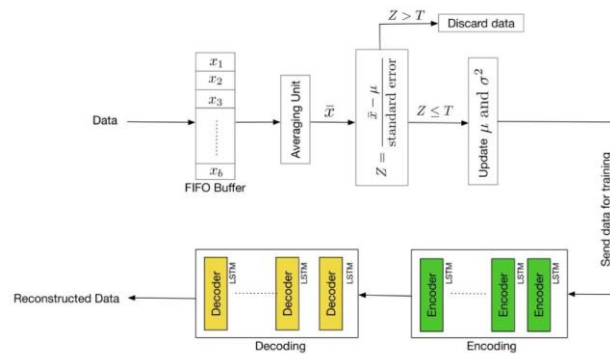 Data
x₁
x₂
x₃
x_b
FIFO Buffer
Averaging Unit
x̄
Z = (x̄ − μ) / standard error
Z > T
Discard data
Z ≤ T
Update μ and σ²
Send data for training
Encoder
LSTM
Encoder
LSTM
Encoder
LSTM
Encoding
Decoder
LSTM
Decoder
LSTM
Decoder
LSTM
Decoding
Reconstructed Data